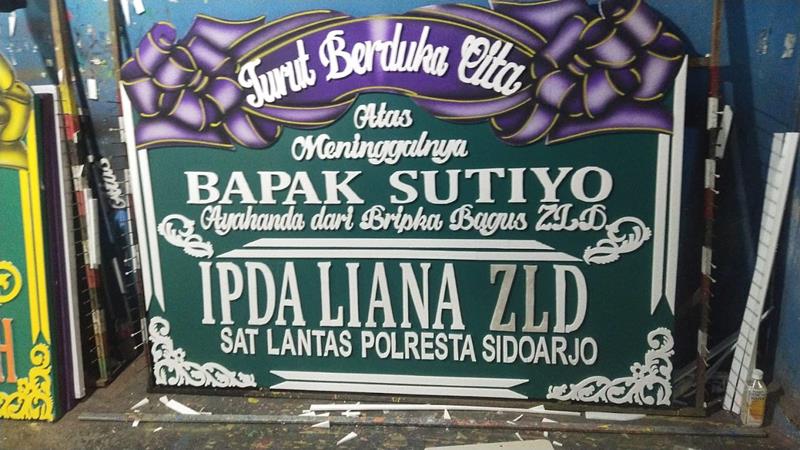 Turut Berduka Cita
Atas
Meninggalnya
BAPAK SUTIYO
Ayahanda dari Bripka Bagus ZLD
IPDA LIANA ZLD
SAT LANTAS POLRESTA SIDOARJO
H